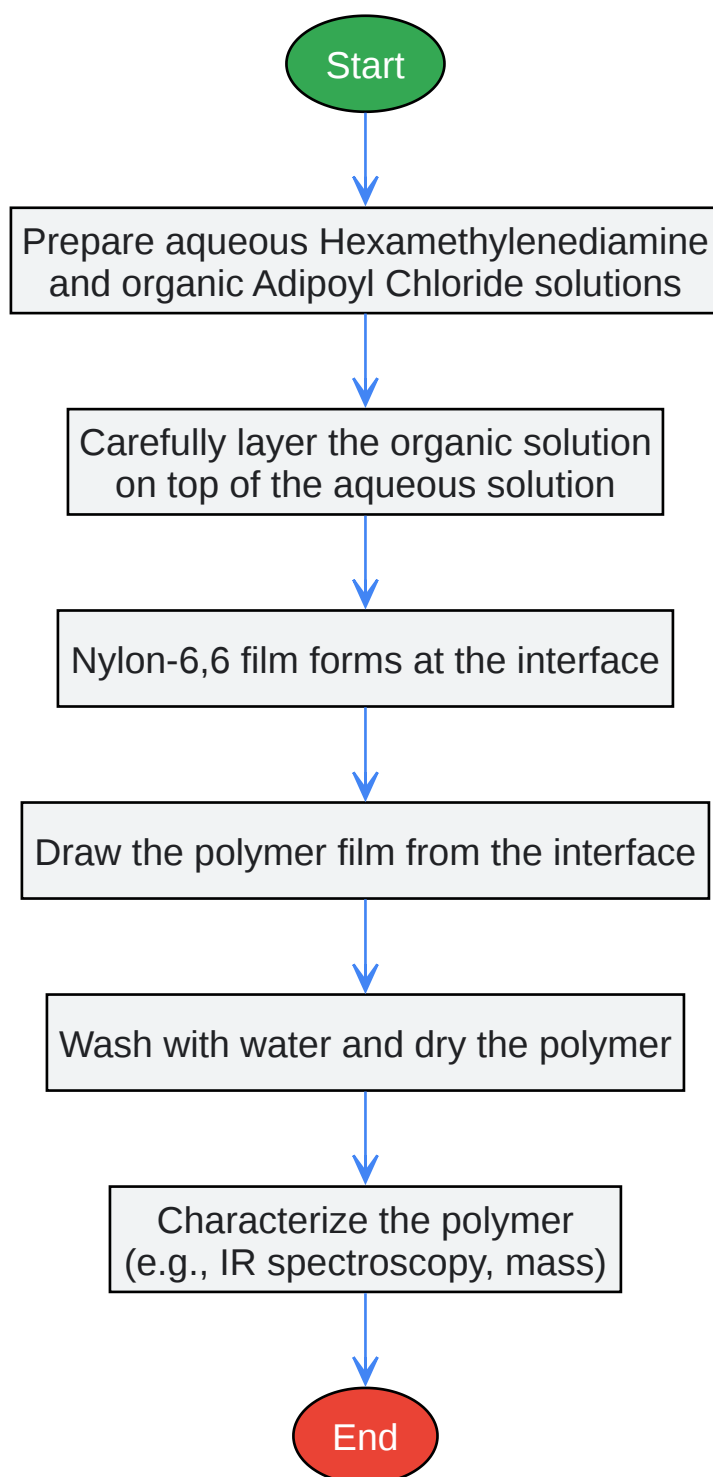 Start
Prepare aqueous Hexamethylenediamine
and organic Adipoyl Chloride solutions
Carefully layer the organic solution
on top of the aqueous solution
Nylon-6,6 film forms at the interface
Draw the polymer film from the interface
Wash with water and dry the polymer
Characterize the polymer
(e.g., IR spectroscopy, mass)
End